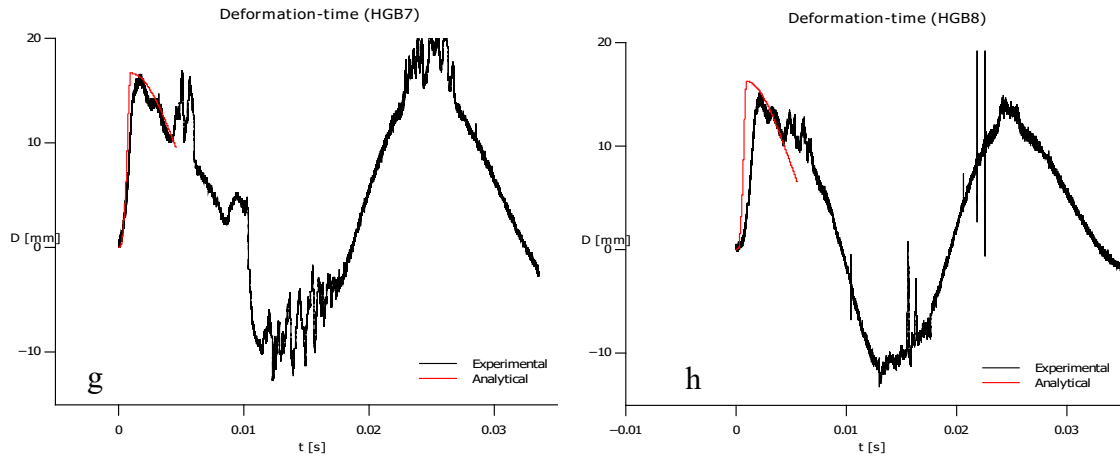 Deformation-time (HGB7)
20
10
D [mm]
0
−10
g
Experimental
Analytical
0
0.01
0.02
0.03
t [s]
Deformation-time (HGB8)
20
10
D [mm]
0
−10
h
Experimental
Analytical
−0.01
0
0.01
0.02
0.03
t [s]